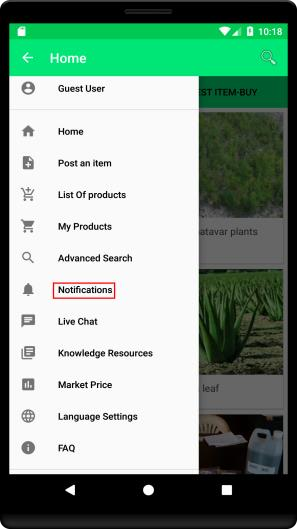 10:18
Home
Guest User
EST ITEM-BUY
Home
Post an item
List Of products
My Products
atavar plants
Advanced Search
Notifications
Live Chat
Knowledge Resources
Market Price
leaf
Language Settings
FAQ